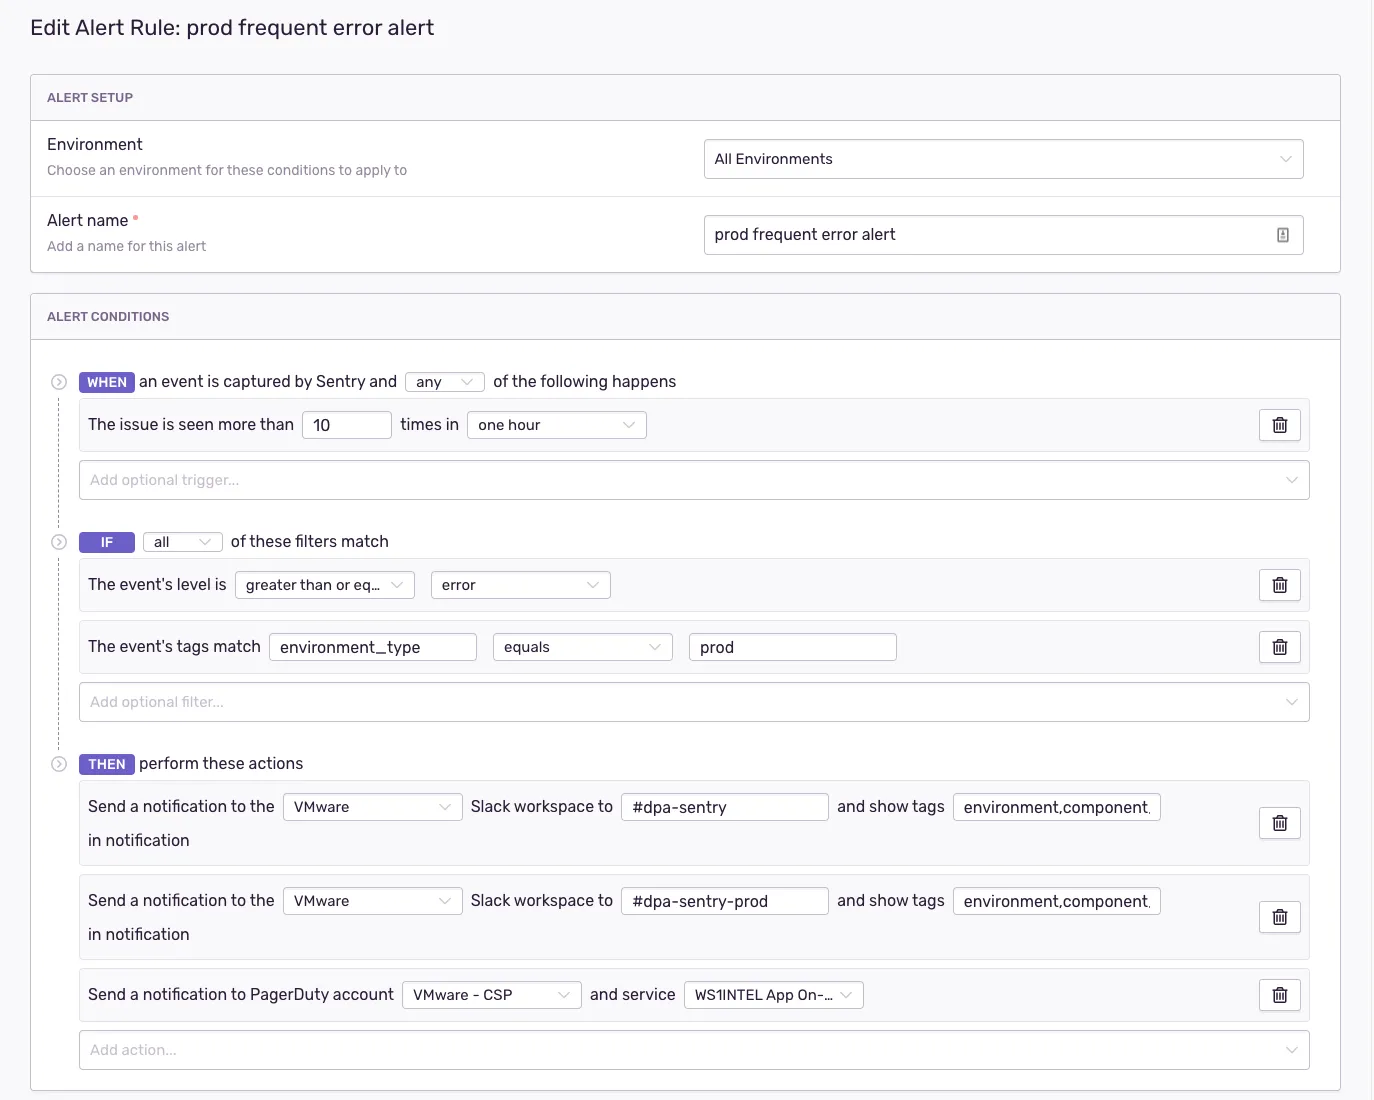 Edit Alert Rule: prod frequent error alert
ALERT SETUP
Environment
Choose an environment for these conditions to apply to
All Environments
Alert name *
Add a name for this alert
prod frequent error alert
ALERT CONDITIONS
WHEN an event is captured by Sentry and any of the following happens
The issue is seen more than 10 times in one hour
Add optional trigger...
IF all of these filters match
The event's level is greater than or eq... error
The event's tags match environment_type equals prod
Add optional filter...
THEN perform these actions
Send a notification to the VMware Slack workspace to #dpa-sentry and show tags environment,component,
in notification
Send a notification to the VMware Slack workspace to #dpa-sentry-prod and show tags environment,component,
in notification
Send a notification to PagerDuty account VMware - CSP and service WS1INTEL App On-...
Add action...